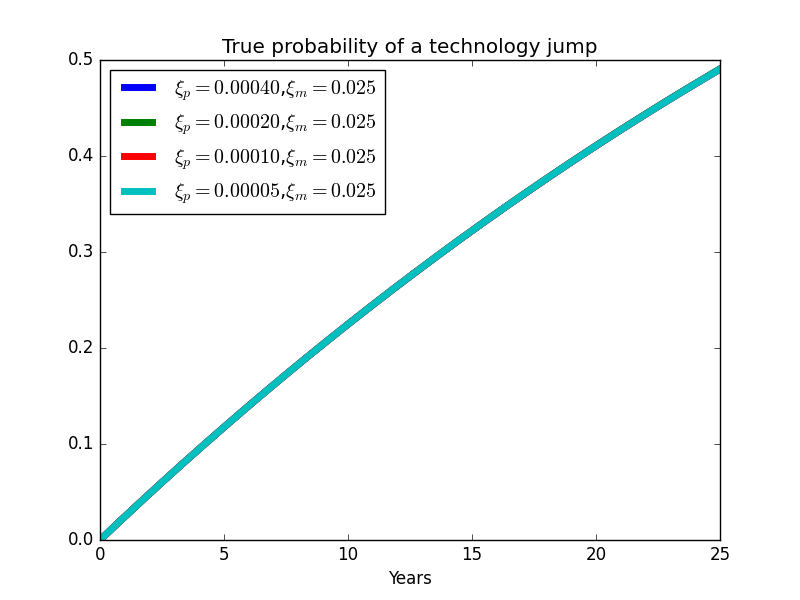 True probability of a technology jump
0.5
0.4
0.3
0.2
0.1
0.0
ξₚ = 0.00040,ξₘ = 0.025
ξₚ = 0.00020,ξₘ = 0.025
ξₚ = 0.00010,ξₘ = 0.025
ξₚ = 0.00005,ξₘ = 0.025
0 5 10 15 20 25
Years